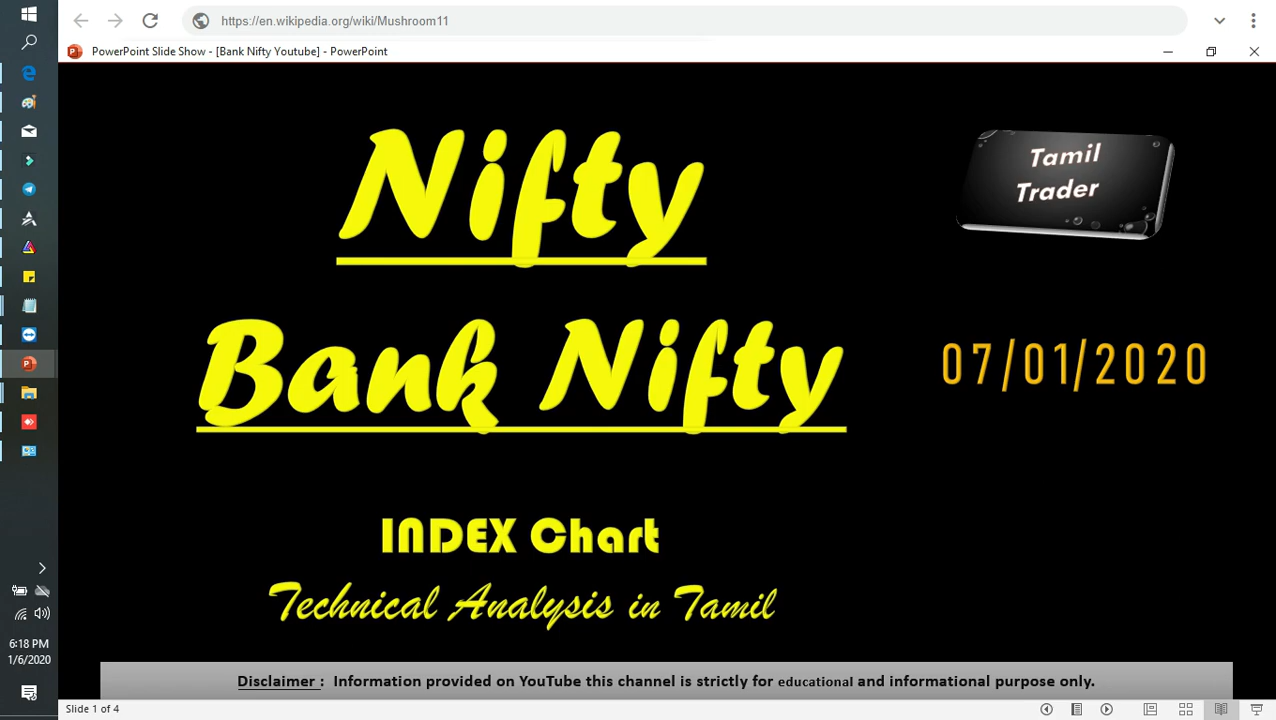 https://en.wikipedia.org/wiki/Mushroom11
PowerPoint Slide Show - [Bank Nifty Youtube] - PowerPoint
Nifty
Tamil
Trader
Bank Nifty
07/01/2020
INDEX Chart
Technical Analysis in Tamil
6:18 PM
1/6/2020
Disclaimer : Information provided on YouTube this channel is strictly for educational and informational purpose only.
Slide 1 of 4